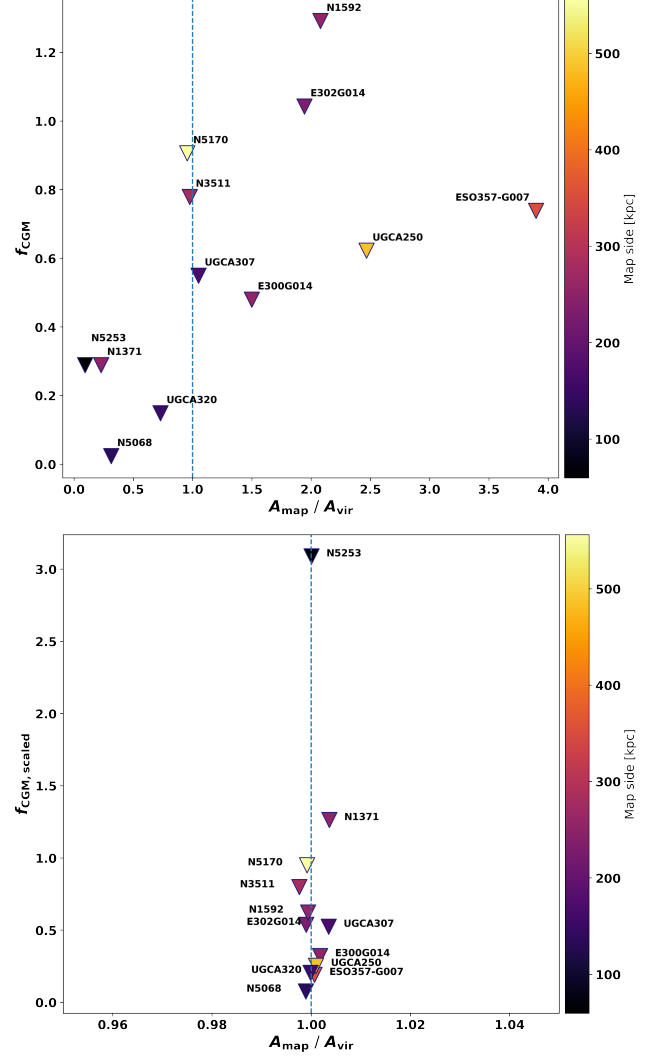 N1592
1.2
500
E302G014
1.0
N5170
400
N3511
0.8
ESO357-G007
f_CGM
UGCA250
Map side [kpc]
0.6
UGCA307
300
E300G014
0.4
N5253
N1371
200
0.2
UGCA320
N5068
100
0.0
0.0 0.5 1.0 1.5 2.0 2.5 3.0 3.5 4.0
A_map / A_vir
N5253
3.0
500
2.5
400
2.0
f_CGM, scaled
Map side [kpc]
1.5
300
N1371
1.0
N5170
N3511
200
N1592
E302G014 UGCA307
0.5
E300G014
UGCA250
UGCA320 ESO357-G007
N5068
100
0.0
0.96 0.98 1.00 1.02 1.04
A_map / A_vir